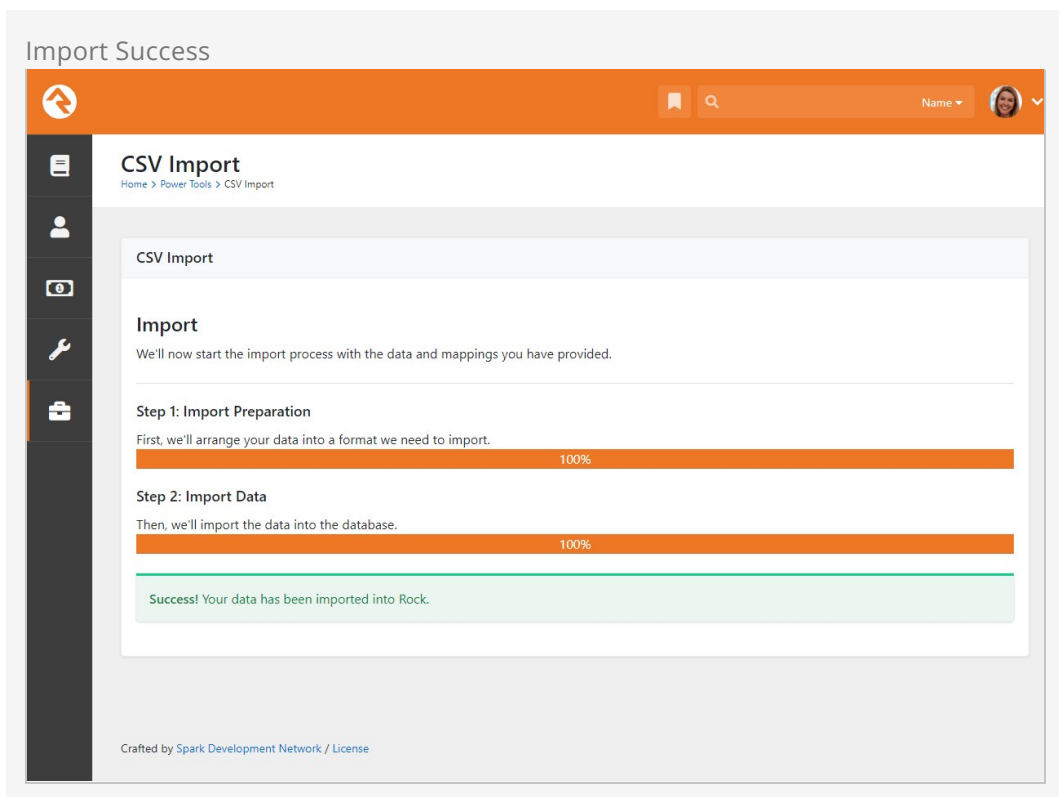 Import Success
Name
CSV Import
Home > Power Tools > CSV Import
CSV Import
Import
We'll now start the import process with the data and mappings you have provided.
Step 1: Import Preparation
First, we'll arrange your data into a format we need to import.
100%
Step 2: Import Data
Then, we'll import the data into the database.
100%
Success! Your data has been imported into Rock.
Crafted by Spark Development Network / License